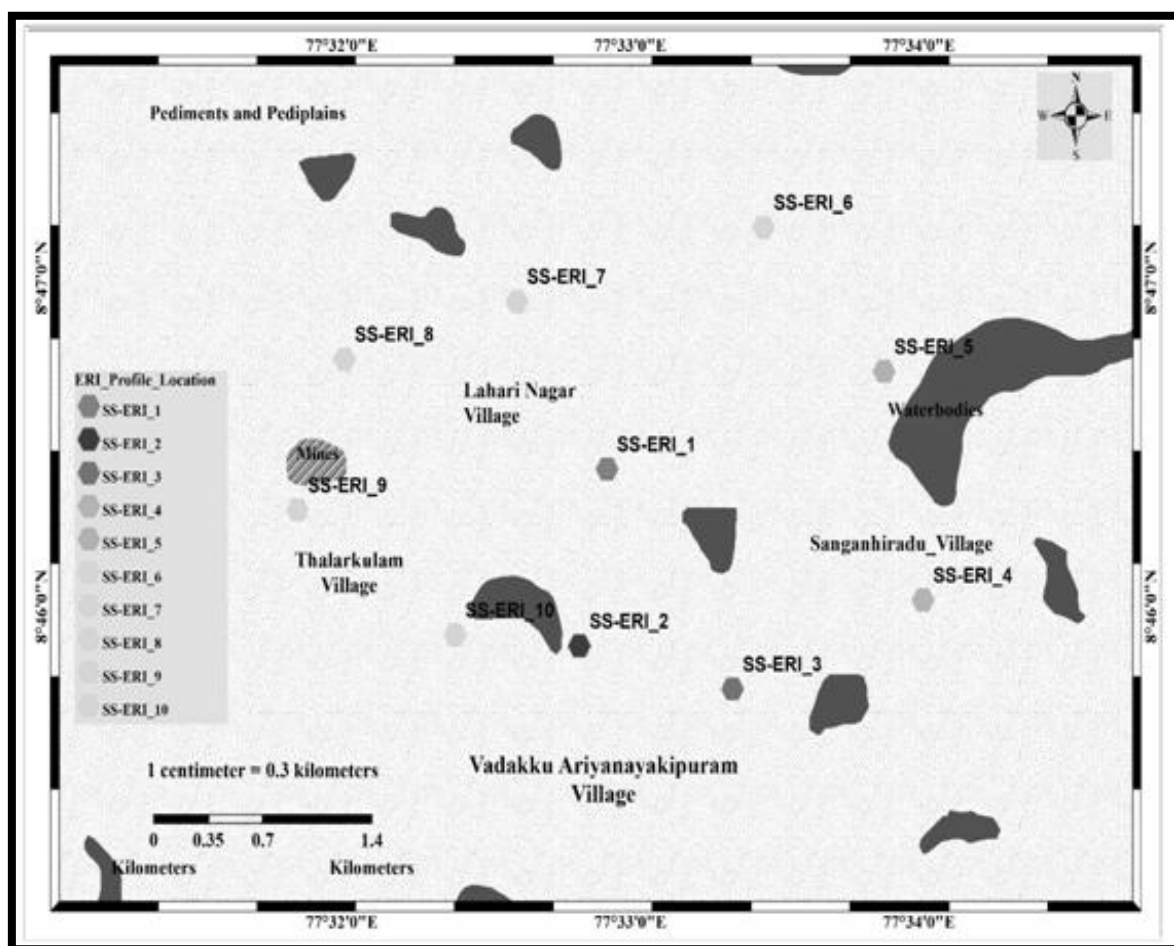 77°32'0"E
77°33'0"E
77°34'0"E
N
W
E
S
Pediments and Pediplains
SS-ERI_6
8°47'0"N
8°47'0"N
SS-ERI_7
SS-ERI_8
SS-ERI_5
ERI_Profile_Location
SS-ERI_1
SS-ERI_2
SS-ERI_3
SS-ERI_4
SS-ERI_5
SS-ERI_6
SS-ERI_7
SS-ERI_8
SS-ERI_9
SS-ERI_10
Lahari Nagar
Village
Waterbodies
SS-ERI_1
Mines
SS-ERI_9
Sanganhiradu_Village
Thalarkulam
Village
SS-ERI_4
8°46'0"N
8°46'0"N
SS-ERI_10
SS-ERI_2
SS-ERI_3
Vadakku Ariyanayakipuram
Village
1 centimeter = 0.3 kilometers
0
0.35
0.7
1.4
Kilometers
Kilometers
77°32'0"E
77°33'0"E
77°34'0"E